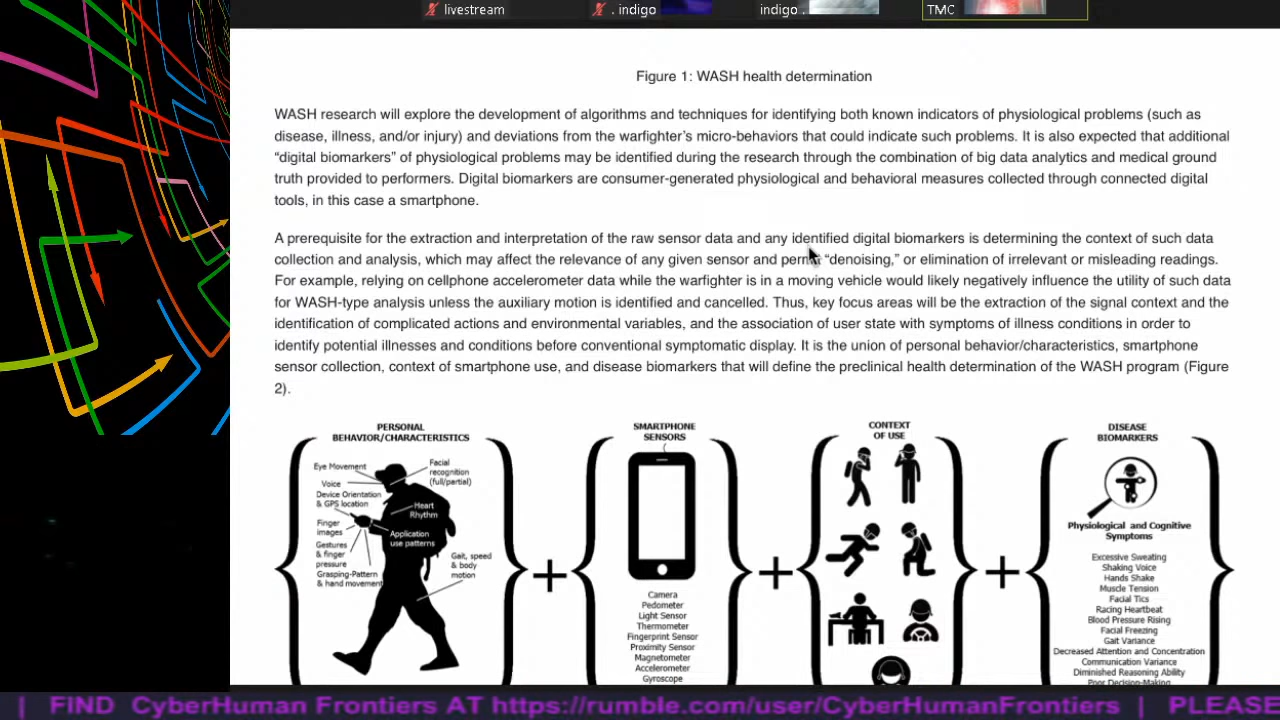 livestream
. indigo
indigo .
TMC
Figure 1: WASH health determination
WASH research will explore the development of algorithms and techniques for identifying both known indicators of physiological problems (such as
disease, illness, and/or injury) and deviations from the warfighter's micro-behaviors that could indicate such problems. It is also expected that additional
“digital biomarkers” of physiological problems may be identified during the research through the combination of big data analytics and medical ground
truth provided to performers. Digital biomarkers are consumer-generated physiological and behavioral measures collected through connected digital
tools, in this case a smartphone.
A prerequisite for the extraction and interpretation of the raw sensor data and any identified digital biomarkers is determining the context of such data
collection and analysis, which may affect the relevance of any given sensor and permit “denoising,” or elimination of irrelevant or misleading readings.
For example, relying on cellphone accelerometer data while the warfighter is in a moving vehicle would likely negatively influence the utility of such data
for WASH-type analysis unless the auxiliary motion is identified and cancelled. Thus, key focus areas will be the extraction of the signal context and the
identification of complicated actions and environmental variables, and the association of user state with symptoms of illness conditions in order to
identify potential illnesses and conditions before conventional symptomatic display. It is the union of personal behavior/characteristics, smartphone
sensor collection, context of smartphone use, and disease biomarkers that will define the preclinical health determination of the WASH program (Figure
2).
PERSONAL
BEHAVIOR/CHARACTERISTICS
Eye Movement
Voice
Device Orientation
& GPS location
Finger
images
Gestures
& finger
pressure
Grasping-Pattern
& hand movement
Facial
recognition
(full/partial)
Heart
Rhythm
Application
use patterns
Gait, speed
& body
motion
+
SMARTPHONE
SENSORS
Camera
Pedometer
Light Sensor
Thermometer
Fingerprint Sensor
Proximity Sensor
Magnetometer
Accelerometer
Gyroscope
+
CONTEXT
OF USE
+
DISEASE
BIOMARKERS
Physiological and Cognitive
Symptoms
Excessive Sweating
Shaking Voice
Hands Shake
Muscle Tension
Facial Tics
Racing Heartbeat
Blood Pressure Rising
Facial Freezing
Gait Variance
Decreased Attention and Concentration
Communication Variance
Diminished Reasoning Ability
Poor Decision-Making
| FIND CyberHuman Frontiers AT https://rumble.com/user/CyberHumanFrontiers | PLEASE